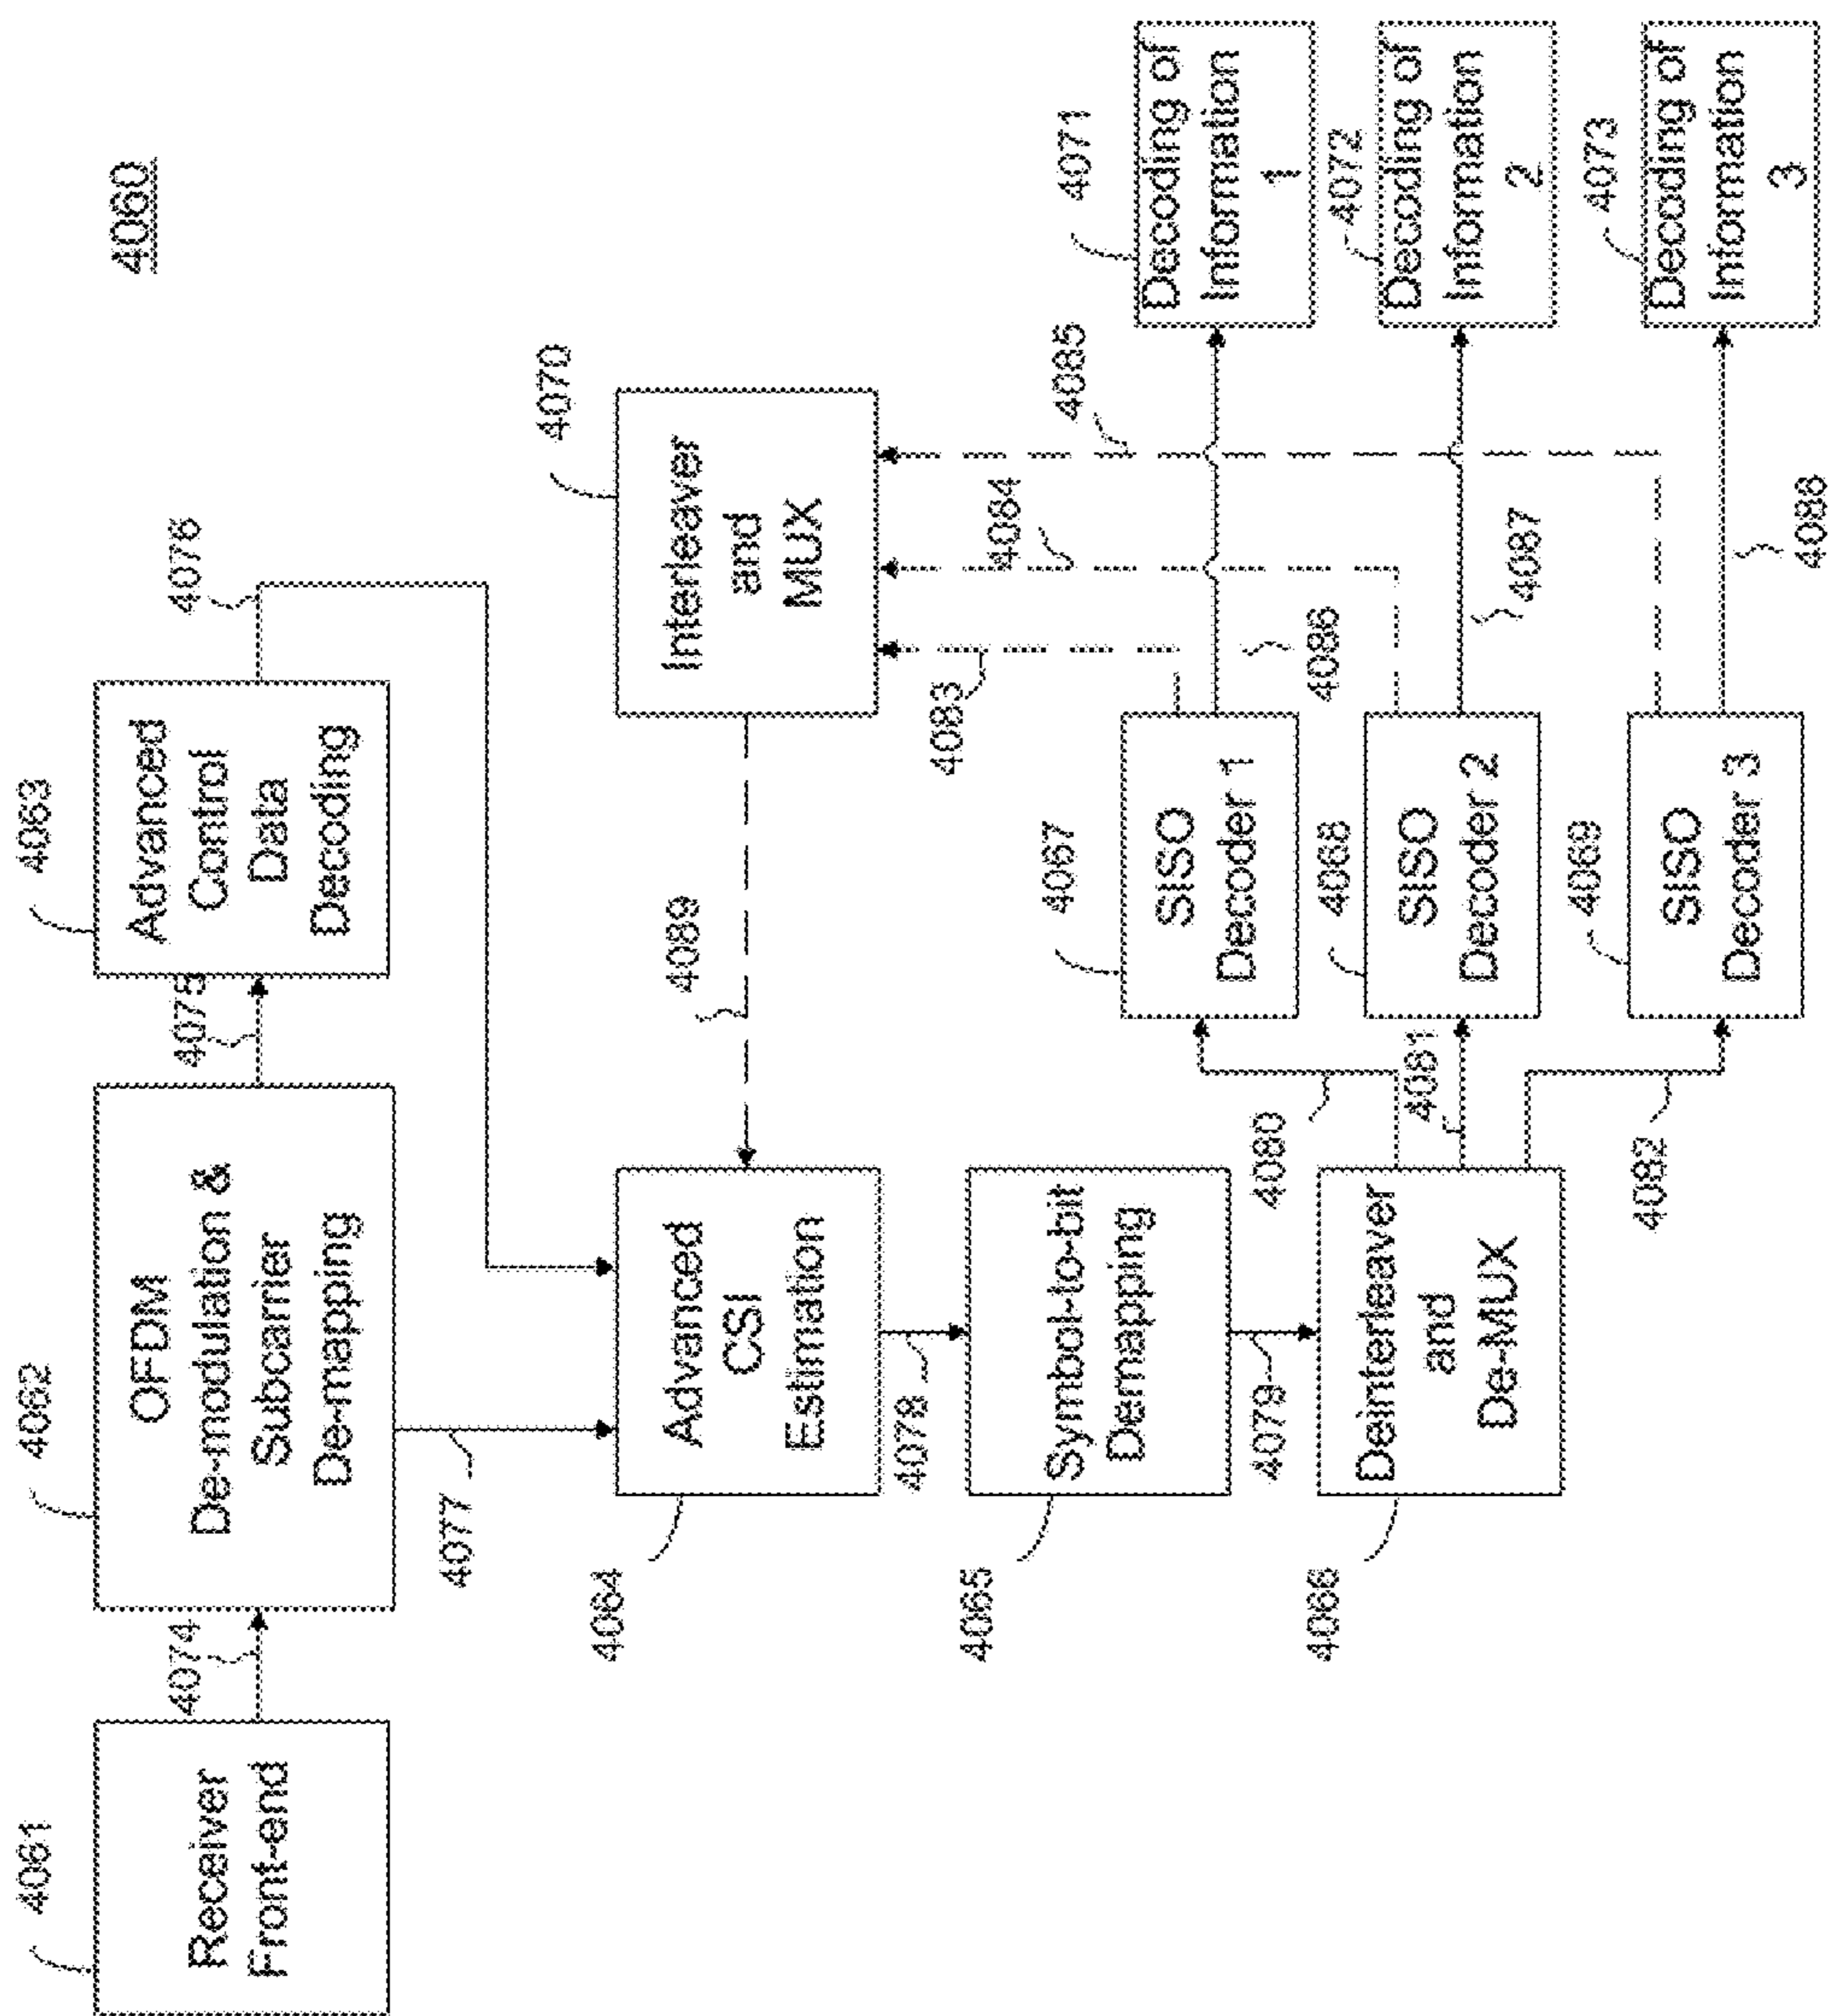 4060
4061
Receiver
Front-end
4074
4062
OFDM
De-modulation &
Subcarrier
De-mapping
4075
4063
Advanced
Control
Data
Decoding
4076
4077
4064
Advanced
CSI
Estimation
4089
4070
Interleaver
and
MUX
4078
4065
Symbol-to-bit
Demapping
4079
4066
Deinterleaver
and
De-MUX
4080
4081
4082
4067
SISO
Decoder 1
4068
SISO
Decoder 2
4069
SISO
Decoder 3
4083
4084
4085
4086
4087
4088
4071
Decoding of
Information
1
4072
Decoding of
Information
2
4073
Decoding of
Information
3